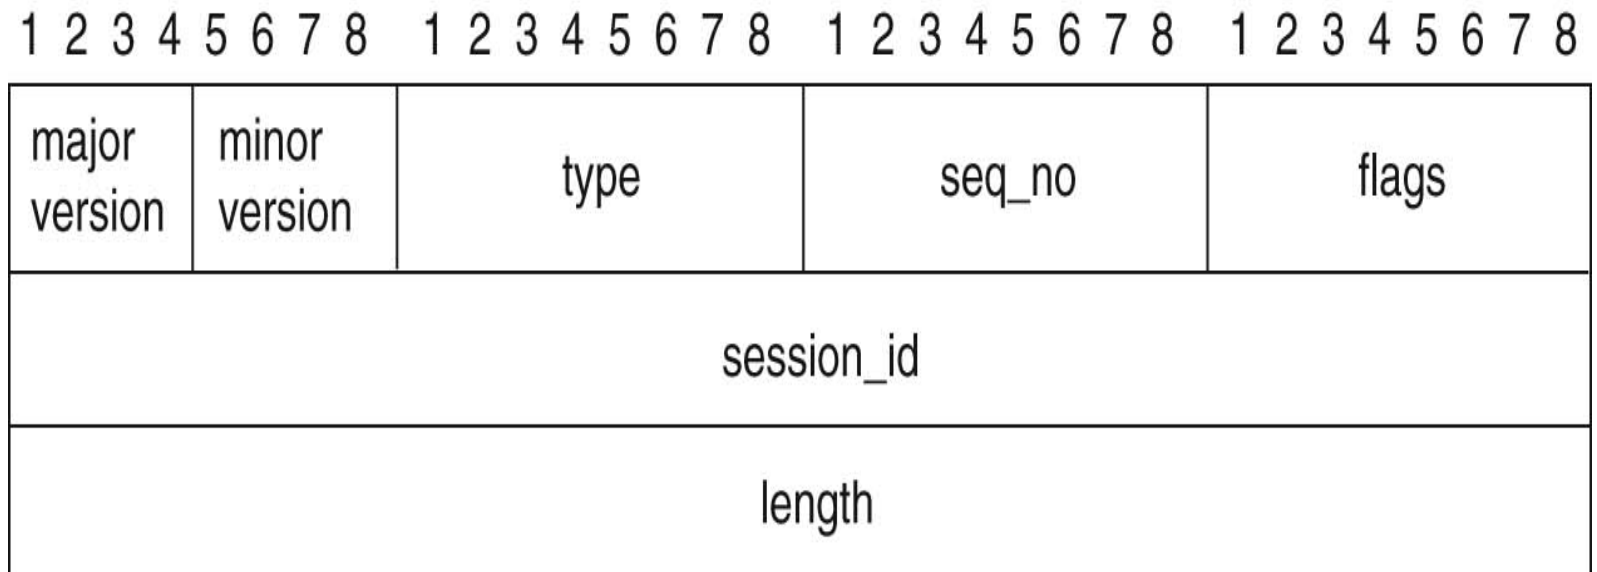 1 2 3 4 5 6 7 8 1 2 3 4 5 6 7 8 1 2 3 4 5 6 7 8 1 2 3 4 5 6 7 8
major version
minor version
type
seq_no
flags
session_id
length